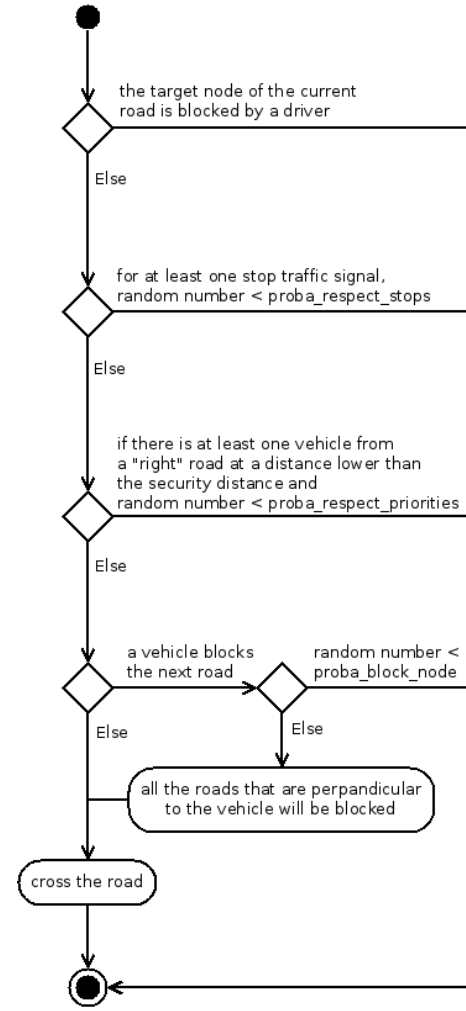 the target node of the current
road is blocked by a driver
Else
for at least one stop traffic signal,
random number < proba_respect_stops
Else
if there is at least one vehicle from
a "right" road at a distance lower than
the security distance and
random number < proba_respect_priorities
Else
a vehicle blocks
the next road
random number <
proba_block_node
Else
Else
all the roads that are perpandicular
to the vehicle will be blocked
cross the road